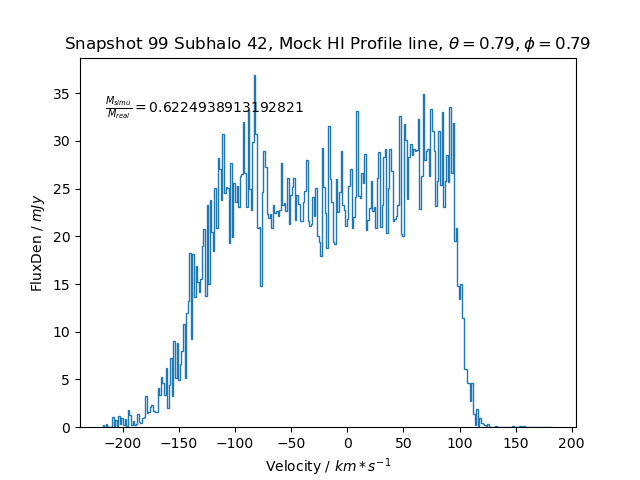 Snapshot 99 Subhalo 42, Mock HI Profile line, θ = 0.79, ϕ = 0.79
M_simu/M_real = 0.6224938913192821
FluxDen / mJy
35
30
25
20
15
10
5
0
−200 −150 −100 −50 0 50 100 150 200
Velocity / km * s⁻¹